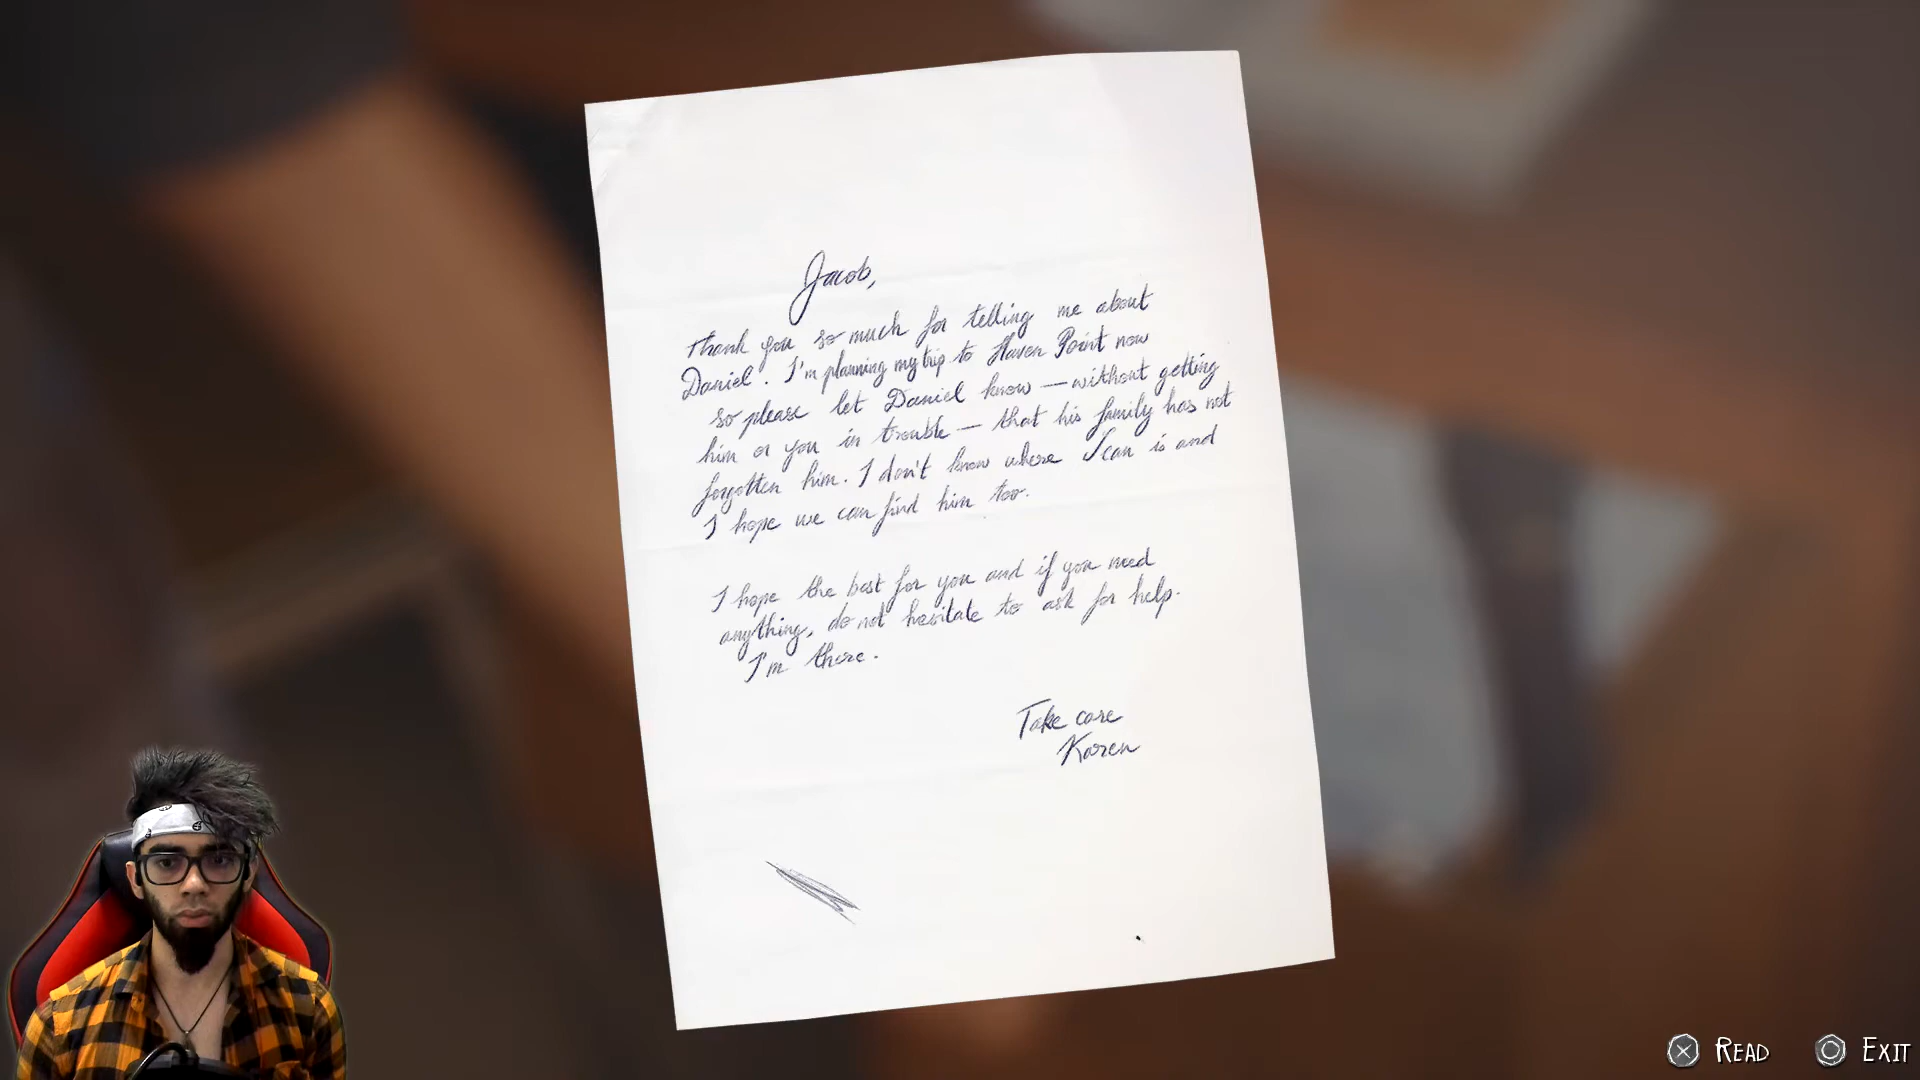 Jacob,
Thank you so much for telling me about
Daniel. I'm planning my trip to Haven Point now
so please let Daniel know — without getting
him or you in trouble — that his family has not
forgotten him. I don't know where Sean is and
I hope we can find him too.
I hope the best for you and if you need
anything, do not hesitate to ask for help.
I'm there.
Take care
Karen
READ
EXIT